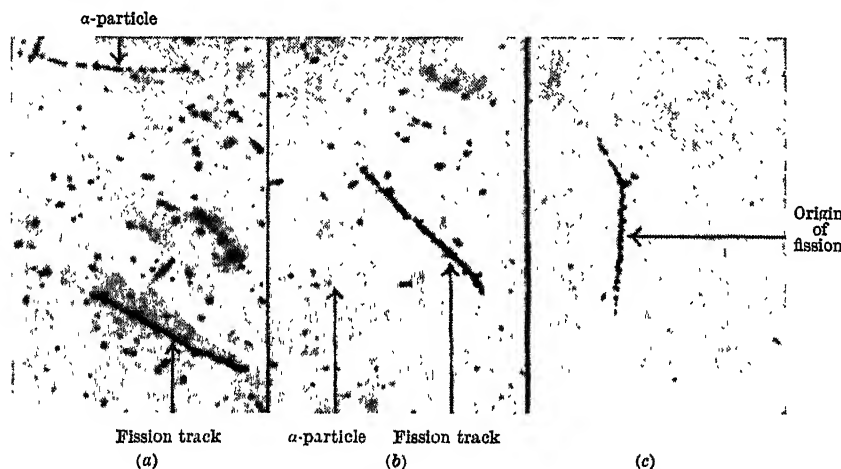 α-particle
Origin
of
fission
Fission track
α-particle
Fission track
(a)
(b)
(c)